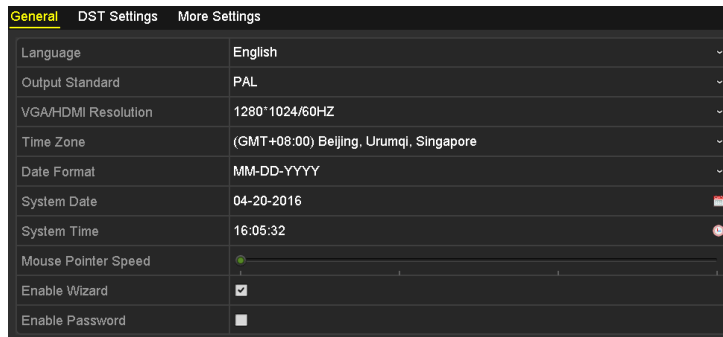 General DST Settings More Settings
Language English
Output Standard PAL
VGA/HDMI Resolution 1280*1024/60HZ
Time Zone (GMT+08:00) Beijing, Urumqi, Singapore
Date Format MM-DD-YYYY
System Date 04-20-2016
System Time 16:05:32
Mouse Pointer Speed
Enable Wizard
Enable Password